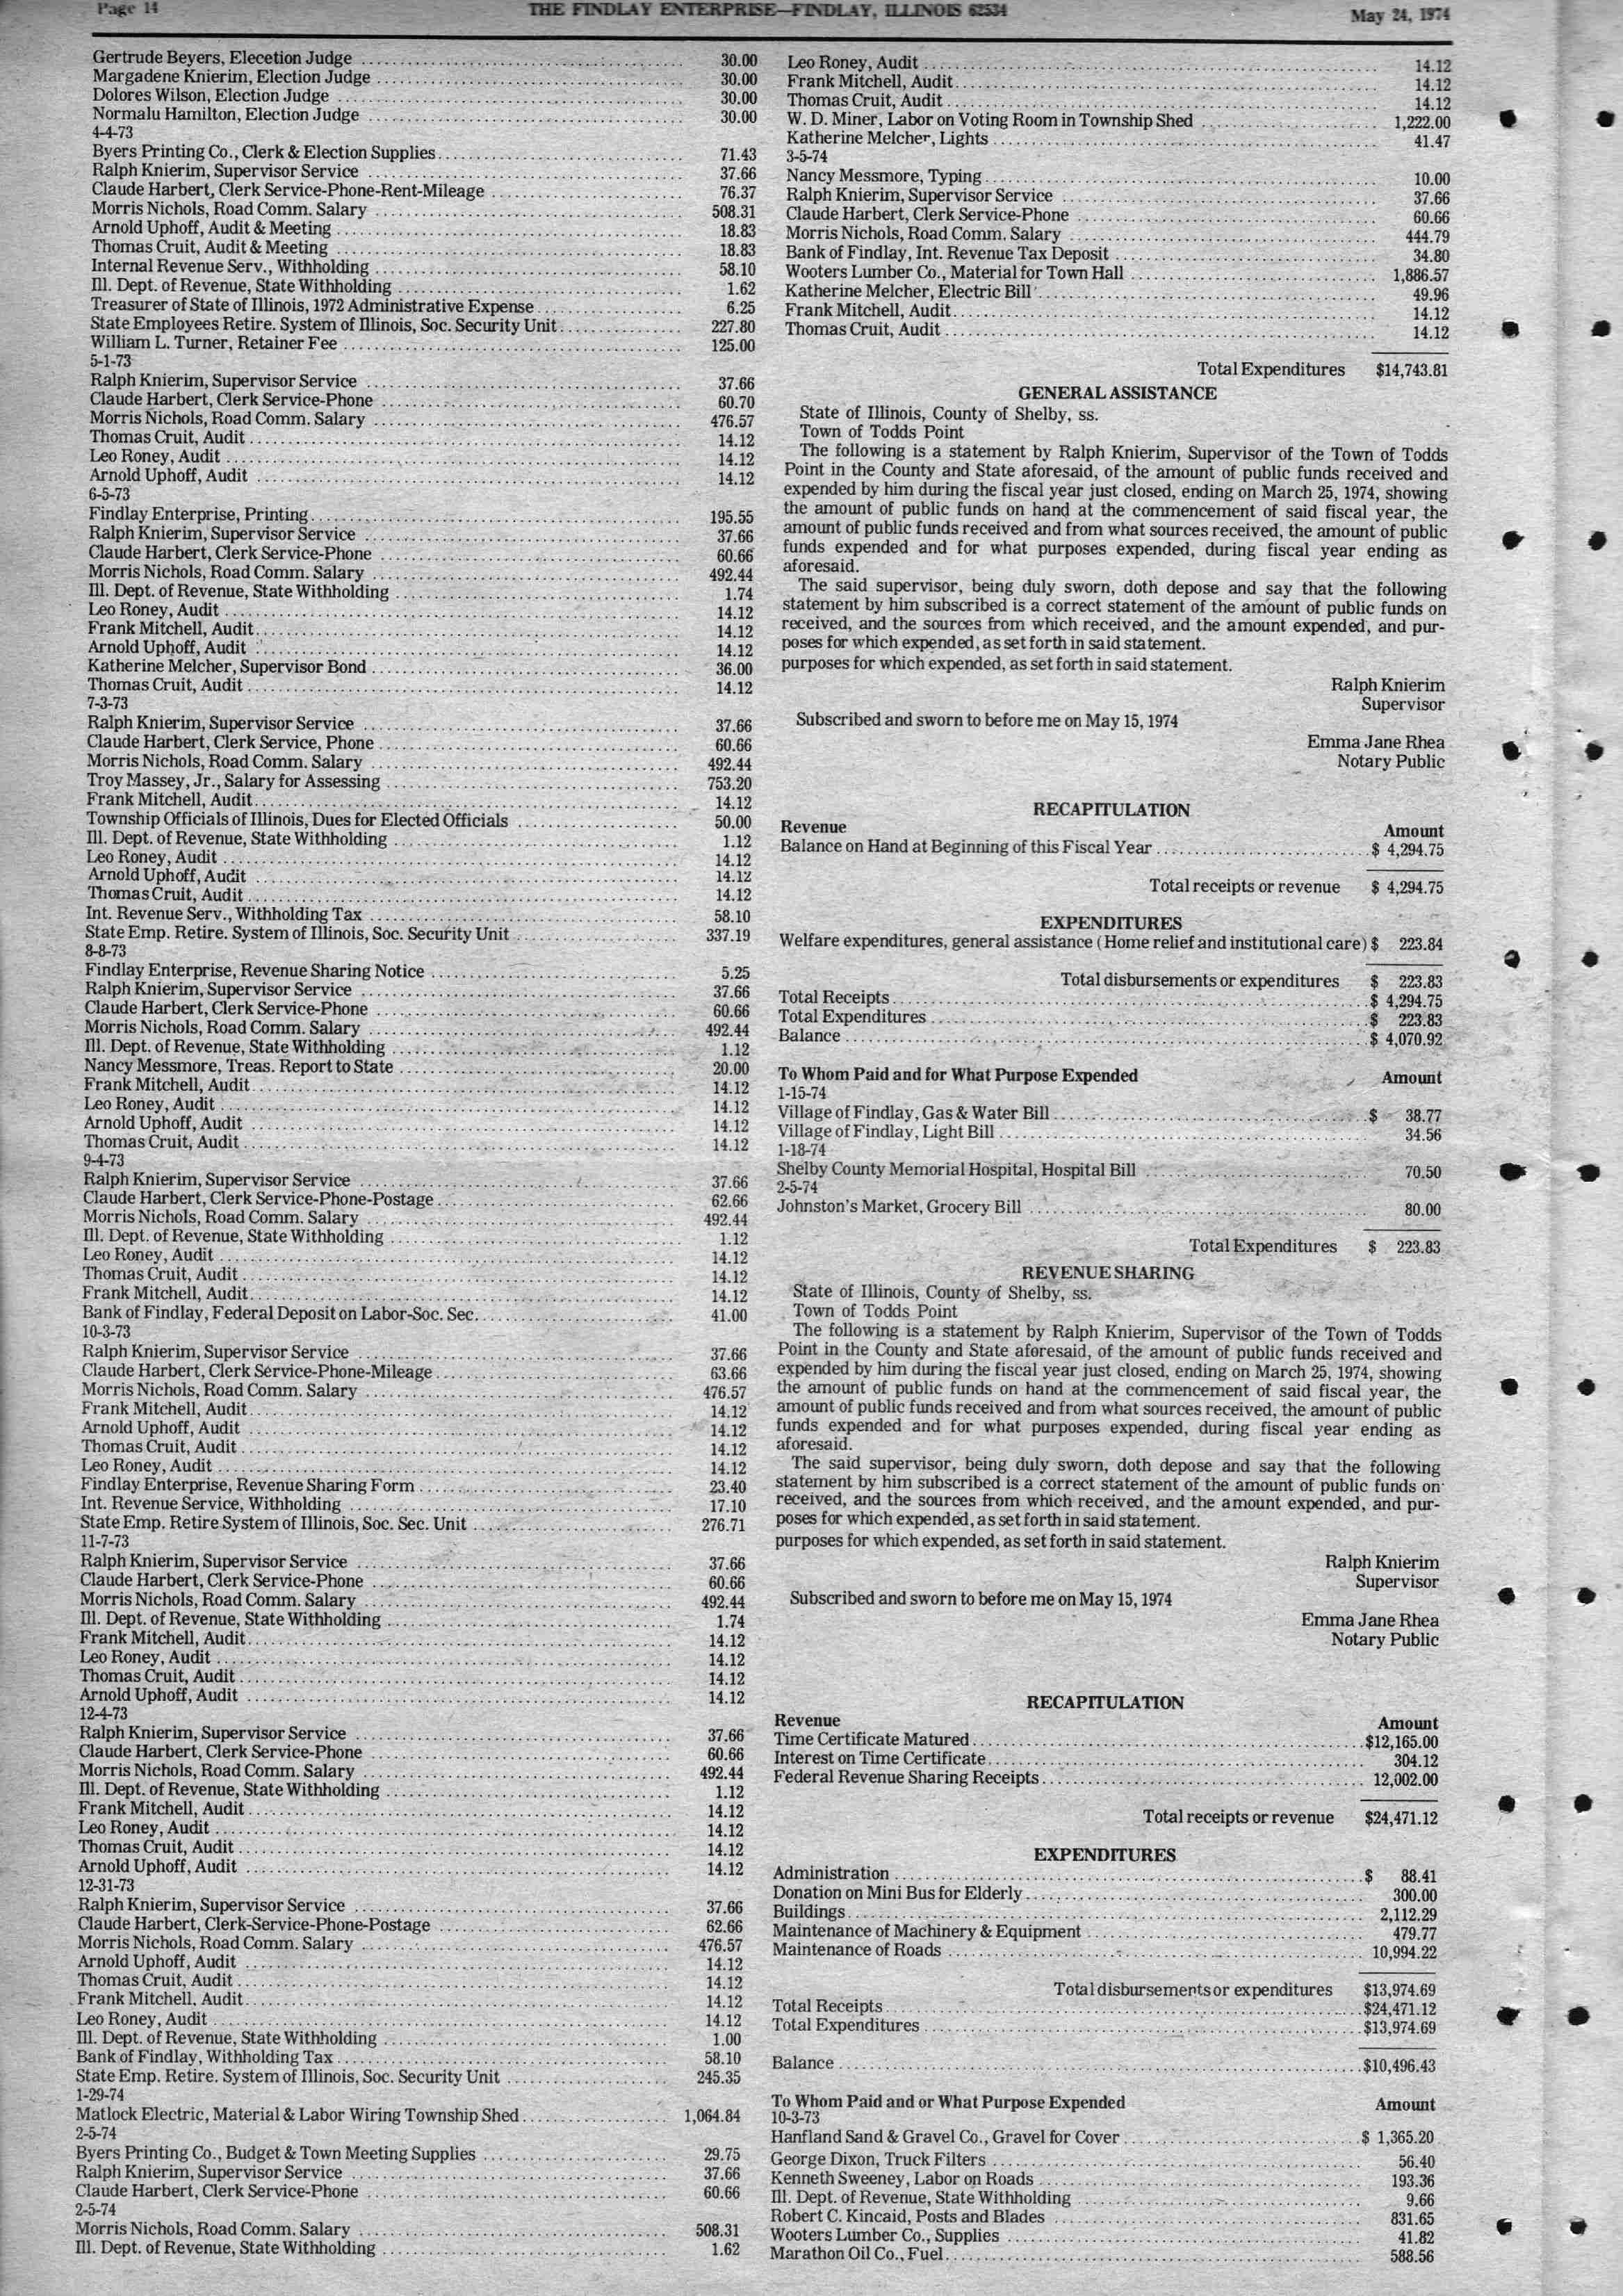 Page 14
THE FINDLAY ENTERPRISE—FINDLAY, ILLINOIS 62534
May 24, 1974
Gertrude Beyers, Elecetion Judge 30.00
Margadene Knierim, Election Judge 30.00
Dolores Wilson, Election Judge 30.00
Normalu Hamilton, Election Judge 30.00
4-4-73
Byers Printing Co., Clerk & Election Supplies 71.43
Ralph Knierim, Supervisor Service 37.66
Claude Harbert, Clerk Service-Phone-Rent-Mileage 76.37
Morris Nichols, Road Comm. Salary 508.31
Arnold Uphoff, Audit & Meeting 18.83
Thomas Cruit, Audit & Meeting 18.83
Internal Revenue Serv., Withholding 58.10
Ill. Dept. of Revenue, State Withholding 1.62
Treasurer of State of Illinois, 1972 Administrative Expense 6.25
State Employees Retire. System of Illinois, Soc. Security Unit 227.80
William L. Turner, Retainer Fee 125.00
5-1-73
Ralph Knierim, Supervisor Service 37.66
Claude Harbert, Clerk Service-Phone 60.70
Morris Nichols, Road Comm. Salary 476.57
Thomas Cruit, Audit 14.12
Leo Roney, Audit 14.12
Arnold Uphoff, Audit 14.12
6-5-73
Findlay Enterprise, Printing 195.55
Ralph Knierim, Supervisor Service 37.66
Claude Harbert, Clerk Service-Phone 60.66
Morris Nichols, Road Comm. Salary 492.44
Ill. Dept. of Revenue, State Withholding 1.74
Leo Roney, Audit 14.12
Frank Mitchell, Audit 14.12
Arnold Uphoff, Audit 14.12
Katherine Melcher, Supervisor Bond 36.00
Thomas Cruit, Audit 14.12
7-3-73
Ralph Knierim, Supervisor Service 37.66
Claude Harbert, Clerk Service, Phone 60.66
Morris Nichols, Road Comm. Salary 492.44
Troy Massey, Jr., Salary for Assessing 753.20
Frank Mitchell, Audit 14.12
Township Officials of Illinois, Dues for Elected Officials 50.00
Ill. Dept. of Revenue, State Withholding 1.12
Leo Roney, Audit 14.12
Arnold Uphoff, Audit 14.12
Thomas Cruit, Audit 14.12
Int. Revenue Serv., Withholding Tax 58.10
State Emp. Retire. System of Illinois, Soc. Security Unit 337.19
8-8-73
Findlay Enterprise, Revenue Sharing Notice 5.25
Ralph Knierim, Supervisor Service 37.66
Claude Harbert, Clerk Service-Phone 60.66
Morris Nichols, Road Comm. Salary 492.44
Ill. Dept. of Revenue, State Withholding 1.12
Nancy Messmore, Treas. Report to State 20.00
Frank Mitchell, Audit 14.12
Leo Roney, Audit 14.12
Arnold Uphoff, Audit 14.12
Thomas Cruit, Audit 14.12
9-4-73
Ralph Knierim, Supervisor Service 37.66
Claude Harbert, Clerk Service-Phone-Postage 62.66
Morris Nichols, Road Comm. Salary 492.44
Ill. Dept. of Revenue, State Withholding 1.12
Leo Roney, Audit 14.12
Thomas Cruit, Audit 14.12
Frank Mitchell, Audit 14.12
Bank of Findlay, Federal Deposit on Labor-Soc. Sec. 41.00
10-3-73
Ralph Knierim, Supervisor Service 37.66
Claude Harbert, Clerk Service-Phone-Mileage 63.66
Morris Nichols, Road Comm. Salary 476.57
Frank Mitchell, Audit 14.12
Arnold Uphoff, Audit 14.12
Thomas Cruit, Audit 14.12
Leo Roney, Audit 14.12
Findlay Enterprise, Revenue Sharing Form 23.40
Int. Revenue Service, Withholding 17.10
State Emp. Retire System of Illinois, Soc. Sec. Unit 276.71
11-7-73
Ralph Knierim, Supervisor Service 37.66
Claude Harbert, Clerk Service-Phone 60.66
Morris Nichols, Road Comm. Salary 492.44
Ill. Dept. of Revenue, State Withholding 1.74
Frank Mitchell, Audit 14.12
Leo Roney, Audit 14.12
Thomas Cruit, Audit 14.12
Arnold Uphoff, Audit 14.12
12-4-73
Ralph Knierim, Supervisor Service 37.66
Claude Harbert, Clerk Service-Phone 60.66
Morris Nichols, Road Comm. Salary 492.44
Ill. Dept. of Revenue, State Withholding 1.12
Frank Mitchell, Audit 14.12
Leo Roney, Audit 14.12
Thomas Cruit, Audit 14.12
Arnold Uphoff, Audit 14.12
12-31-73
Ralph Knierim, Supervisor Service 37.66
Claude Harbert, Clerk-Service-Phone-Postage 62.66
Morris Nichols, Road Comm. Salary 476.57
Arnold Uphoff, Audit 14.12
Thomas Cruit, Audit 14.12
Frank Mitchell, Audit 14.12
Leo Roney, Audit 14.12
Ill. Dept. of Revenue, State Withholding 1.00
Bank of Findlay, Withholding Tax 58.10
State Emp. Retire. System of Illinois, Soc. Security Unit 245.35
1-29-74
Matlock Electric, Material & Labor Wiring Township Shed 1,064.84
2-5-74
Byers Printing Co., Budget & Town Meeting Supplies 29.75
Ralph Knierim, Supervisor Service 37.66
Claude Harbert, Clerk Service-Phone 60.66
2-5-74
Morris Nichols, Road Comm. Salary 508.31
Ill. Dept. of Revenue, State Withholding 1.62
Leo Roney, Audit 14.12
Frank Mitchell, Audit 14.12
Thomas Cruit, Audit 14.12
W. D. Miner, Labor on Voting Room in Township Shed 1,222.00
Katherine Melcher, Lights 41.47
3-5-74
Nancy Messmore, Typing 10.00
Ralph Knierim, Supervisor Service 37.66
Claude Harbert, Clerk Service-Phone 60.66
Morris Nichols, Road Comm. Salary 444.79
Bank of Findlay, Int. Revenue Tax Deposit 34.80
Wooters Lumber Co., Material for Town Hall 1,886.57
Katherine Melcher, Electric Bill 49.96
Frank Mitchell, Audit 14.12
Thomas Cruit, Audit 14.12
Total Expenditures $14,743.81
GENERAL ASSISTANCE
State of Illinois, County of Shelby, ss.
Town of Todds Point
The following is a statement by Ralph Knierim, Supervisor of the Town of Todds
Point in the County and State aforesaid, of the amount of public funds received and
expended by him during the fiscal year just closed, ending on March 25, 1974, showing
the amount of public funds on hand at the commencement of said fiscal year, the
amount of public funds received and from what sources received, the amount of public
funds expended and for what purposes expended, during fiscal year ending as
aforesaid.
The said supervisor, being duly sworn, doth depose and say that the following
statement by him subscribed is a correct statement of the amount of public funds on
received, and the sources from which received, and the amount expended, and pur-
poses for which expended, as set forth in said statement.
purposes for which expended, as set forth in said statement.
Ralph Knierim
Supervisor
Subscribed and sworn to before me on May 15, 1974
Emma Jane Rhea
Notary Public
RECAPITULATION
Revenue Amount
Balance on Hand at Beginning of this Fiscal Year $ 4,294.75
Total receipts or revenue $ 4,294.75
EXPENDITURES
Welfare expenditures, general assistance (Home relief and institutional care) $ 223.84
Total disbursements or expenditures $ 223.83
Total Receipts $ 4,294.75
Total Expenditures $ 223.83
Balance $ 4,070.92
To Whom Paid and for What Purpose Expended Amount
1-15-74
Village of Findlay, Gas & Water Bill $ 38.77
Village of Findlay, Light Bill 34.56
1-18-74
Shelby County Memorial Hospital, Hospital Bill 70.50
2-5-74
Johnston's Market, Grocery Bill 80.00
Total Expenditures $ 223.83
REVENUE SHARING
State of Illinois, County of Shelby, ss.
Town of Todds Point
The following is a statement by Ralph Knierim, Supervisor of the Town of Todds
Point in the County and State aforesaid, of the amount of public funds received and
expended by him during the fiscal year just closed, ending on March 25, 1974, showing
the amount of public funds on hand at the commencement of said fiscal year, the
amount of public funds received and from what sources received, the amount of public
funds expended and for what purposes expended, during fiscal year ending as
aforesaid.
The said supervisor, being duly sworn, doth depose and say that the following
statement by him subscribed is a correct statement of the amount of public funds on
received, and the sources from which received, and the amount expended, and pur-
poses for which expended, as set forth in said statement.
purposes for which expended, as set forth in said statement.
Ralph Knierim
Supervisor
Subscribed and sworn to before me on May 15, 1974
Emma Jane Rhea
Notary Public
RECAPITULATION
Revenue Amount
Time Certificate Matured $12,165.00
Interest on Time Certificate 304.12
Federal Revenue Sharing Receipts 12,002.00
Total receipts or revenue $24,471.12
EXPENDITURES
Administration $ 88.41
Donation on Mini Bus for Elderly 300.00
Buildings 2,112.29
Maintenance of Machinery & Equipment 479.77
Maintenance of Roads 10,994.22
Total disbursements or expenditures $13,974.69
Total Receipts $24,471.12
Total Expenditures $13,974.69
Balance $10,496.43
To Whom Paid and or What Purpose Expended Amount
10-3-73
Hanfland Sand & Gravel Co., Gravel for Cover $ 1,365.20
George Dixon, Truck Filters 56.40
Kenneth Sweeney, Labor on Roads 193.36
Ill. Dept. of Revenue, State Withholding 9.66
Robert C. Kincaid, Posts and Blades 831.65
Wooters Lumber Co., Supplies 41.82
Marathon Oil Co., Fuel 588.56